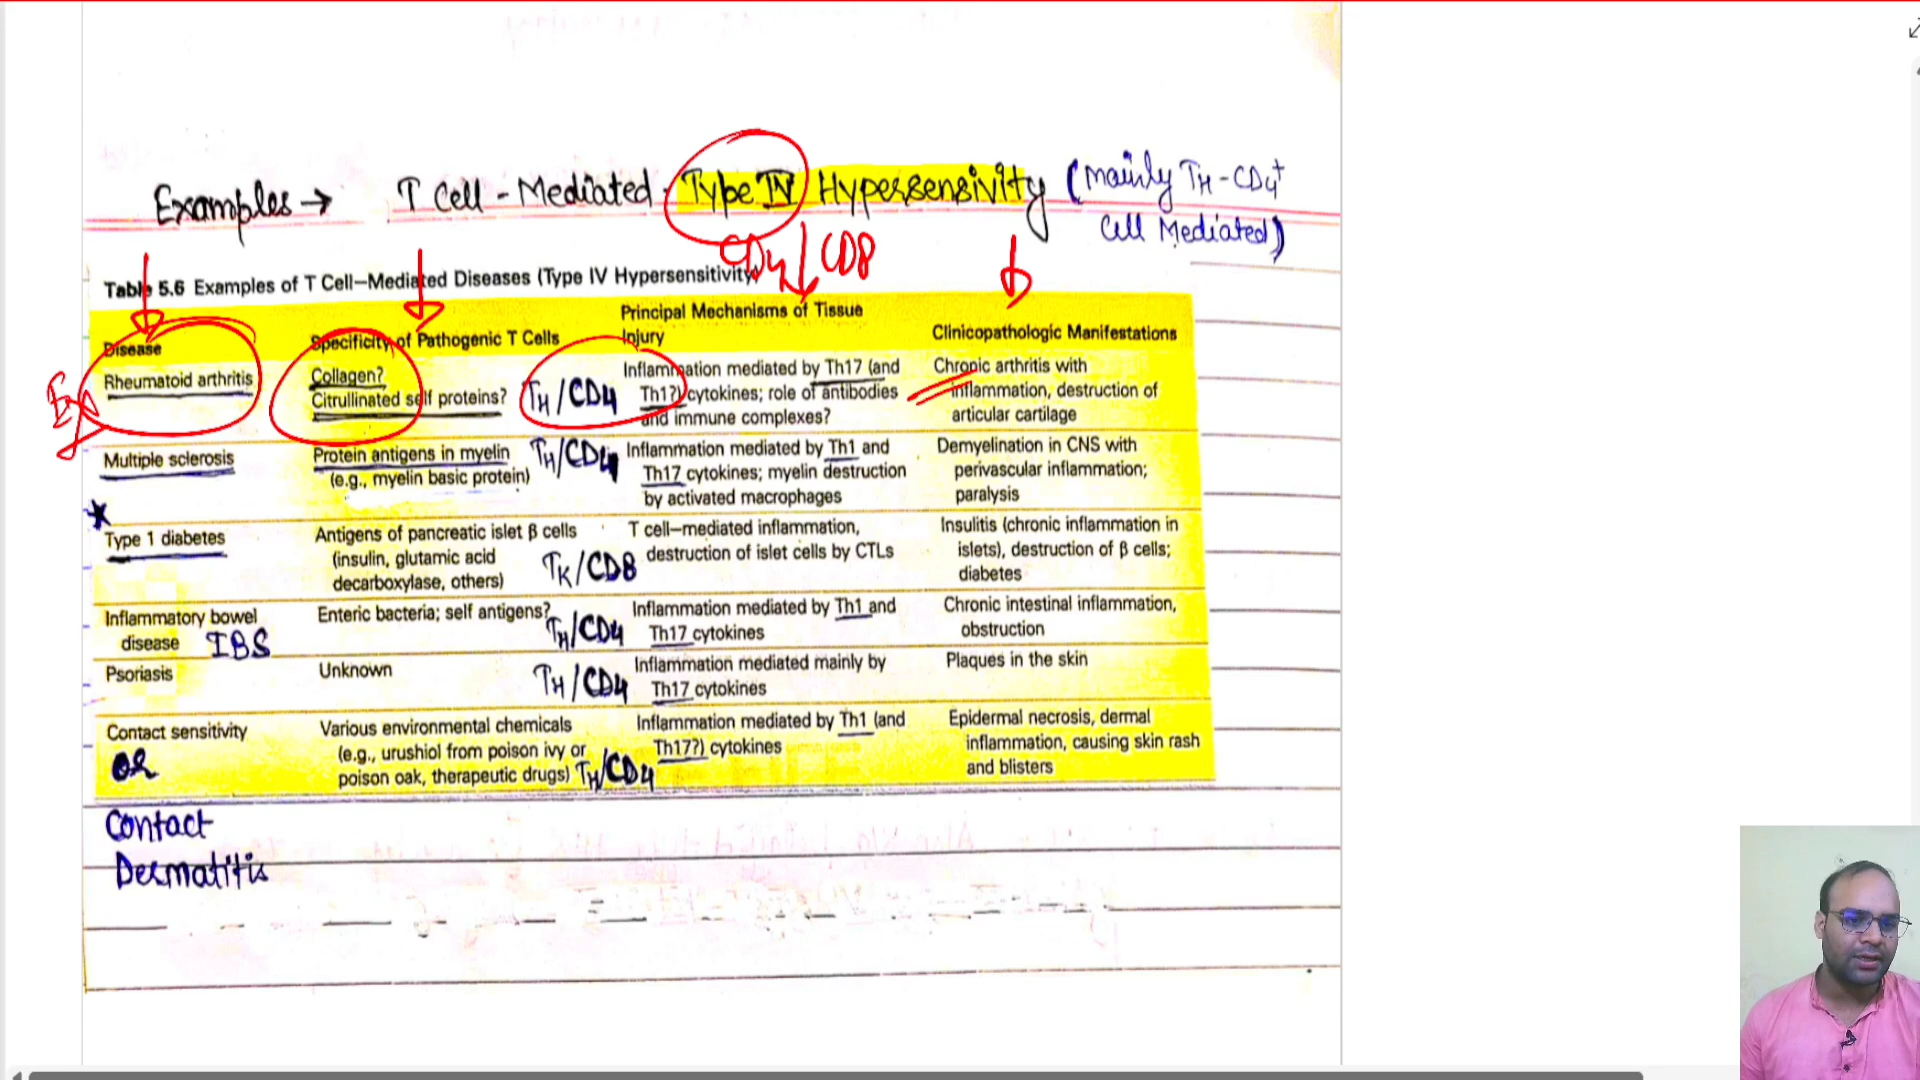 Examples → T Cell-Mediated Type IV Hypersensivity (Mainly TH-CD4+
Cell Mediated)
CD4 CD8
Table 5.6 Examples of T Cell–Mediated Diseases (Type IV Hypersensitivity)
Disease
Specificity of Pathogenic T Cells
Principal Mechanisms of Tissue
Injury
Clinicopathologic Manifestations
Ex
Rheumatoid arthritis
Collagen?
Citrullinated self proteins?
TH/CD4
Inflammation mediated by Th17 (and
Th1?) cytokines; role of antibodies
and immune complexes?
Chronic arthritis with
inflammation, destruction of
articular cartilage
Multiple sclerosis
Protein antigens in myelin
(e.g., myelin basic protein)
TH/CD4
Inflammation mediated by Th1 and
Th17 cytokines; myelin destruction
by activated macrophages
Demyelination in CNS with
perivascular inflammation;
paralysis
Type 1 diabetes
Antigens of pancreatic islet β cells
(insulin, glutamic acid
decarboxylase, others)
TK/CD8
T cell–mediated inflammation,
destruction of islet cells by CTLs
Insulitis (chronic inflammation in
islets), destruction of β cells;
diabetes
Inflammatory bowel
disease IBS
Enteric bacteria; self antigens?
TH/CD4
Inflammation mediated by Th1 and
Th17 cytokines
Chronic intestinal inflammation,
obstruction
Psoriasis
Unknown
TH/CD4
Inflammation mediated mainly by
Th17 cytokines
Plaques in the skin
Contact sensitivity
OR
Contact
Dermatitis
Various environmental chemicals
(e.g., urushiol from poison ivy or
poison oak, therapeutic drugs) TH/CD4
Inflammation mediated by Th1 (and
Th17?) cytokines
Epidermal necrosis, dermal
inflammation, causing skin rash
and blisters